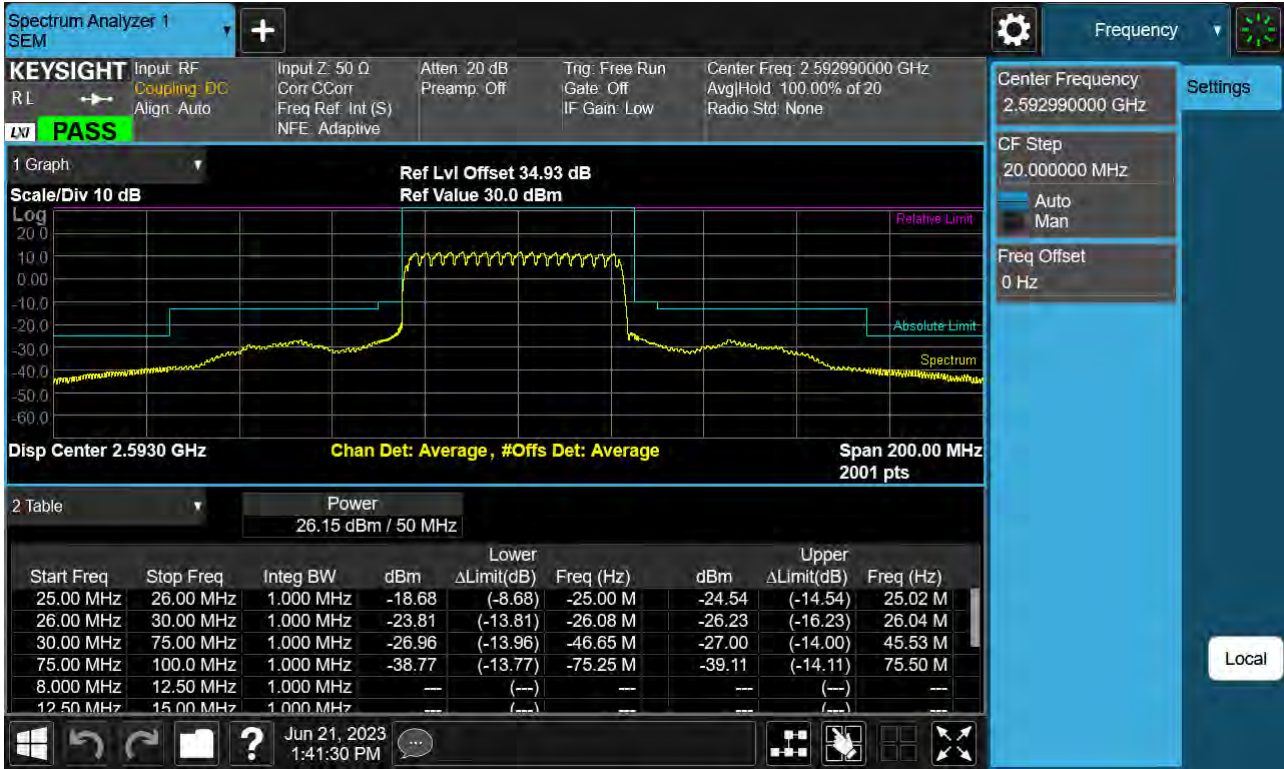 Spectrum Analyzer 1
SEM
Frequency
KEYSIGHT
R L
LXI
PASS
Input: RF
Coupling: DC
Align: Auto
Input Z: 50 Ω
Corr CCorr
Freq Ref: Int (S)
NFE: Adaptive
Atten: 20 dB
Preamp: Off
Trig: Free Run
Gate: Off
IF Gain: Low
Center Freq: 2.592990000 GHz
Avg|Hold: 100.00% of 20
Radio Std: None
Center Frequency
2.592990000 GHz
Settings
CF Step
20.000000 MHz
Auto
Man
Freq Offset
0 Hz
Local
1 Graph
Scale/Div 10 dB
Ref Lvl Offset 34.93 dB
Ref Value 30.0 dBm
Log
20.0
10.0
0.00
-10.0
-20.0
-30.0
-40.0
-50.0
-60.0
Relative Limit
Absolute Limit
Spectrum
Disp Center 2.5930 GHz
Chan Det: Average , #Offs Det: Average
Span 200.00 MHz
2001 pts
2 Table
Power
26.15 dBm / 50 MHz
Lower Upper
Start Freq Stop Freq Integ BW dBm ΔLimit(dB) Freq (Hz) dBm ΔLimit(dB) Freq (Hz)
25.00 MHz 26.00 MHz 1.000 MHz -18.68 (-8.68) -25.00 M -24.54 (-14.54) 25.02 M
26.00 MHz 30.00 MHz 1.000 MHz -23.81 (-13.81) -26.08 M -26.23 (-16.23) 26.04 M
30.00 MHz 75.00 MHz 1.000 MHz -26.96 (-13.96) -46.65 M -27.00 (-14.00) 45.53 M
75.00 MHz 100.0 MHz 1.000 MHz -38.77 (-13.77) -75.25 M -39.11 (-14.11) 75.50 M
8.000 MHz 12.50 MHz 1.000 MHz --- (---) --- --- (---) ---
12.50 MHz 15.00 MHz 1.000 MHz --- (---) --- --- (---) ---
?
Jun 21, 2023
1:41:30 PM